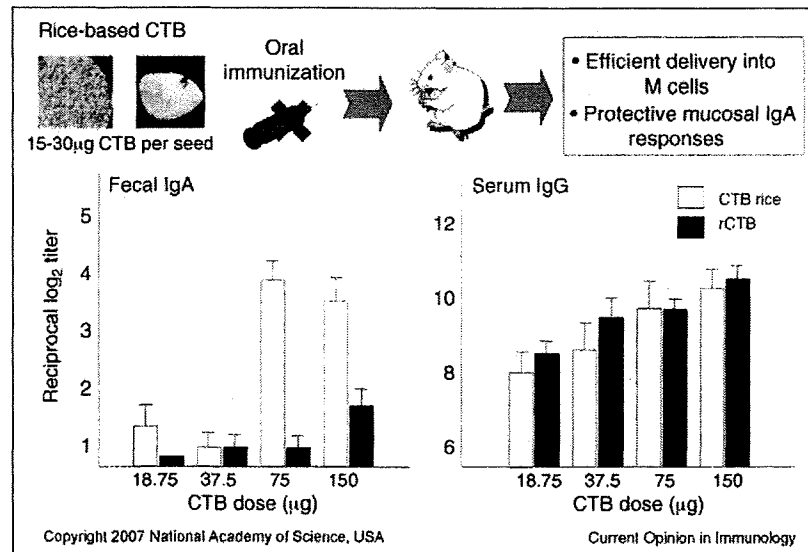 Rice-based CTB
15-30µg CTB per seed
Oral
immunization
• Efficient delivery into
M cells
• Protective mucosal IgA
responses
Fecal IgA
Reciprocal log₂ titer
5
4
3
2
1
18.75 37.5 75 150
CTB dose (µg)
Serum IgG
CTB rice
rCTB
12
10
8
6
18.75 37.5 75 150
CTB dose (µg)
Copyright 2007 National Academy of Science, USA
Current Opinion in Immunology